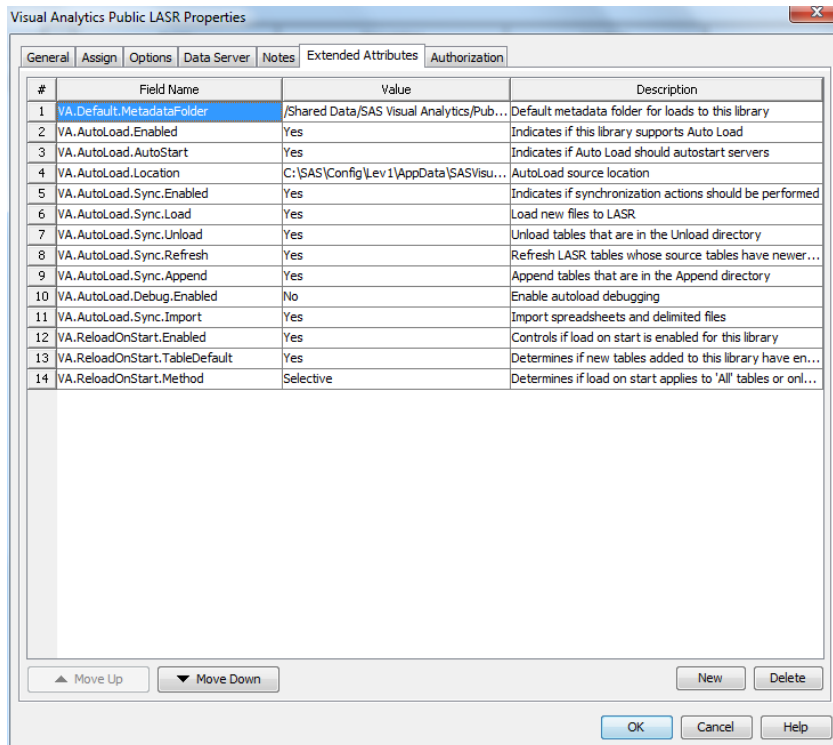 Visual Analytics Public LASR Properties
General Assign Options Data Server Notes Extended Attributes Authorization
# Field Name Value Description
1 VA.Default.MetadataFolder /Shared Data/SAS Visual Analytics/Pub... Default metadata folder for loads to this library
2 VA.AutoLoad.Enabled Yes Indicates if this library supports Auto Load
3 VA.AutoLoad.AutoStart Yes Indicates if Auto Load should autostart servers
4 VA.AutoLoad.Location C:\SAS\Config\Lev1\AppData\SASVisu... AutoLoad source location
5 VA.AutoLoad.Sync.Enabled Yes Indicates if synchronization actions should be performed
6 VA.AutoLoad.Sync.Load Yes Load new files to LASR
7 VA.AutoLoad.Sync.Unload Yes Unload tables that are in the Unload directory
8 VA.AutoLoad.Sync.Refresh Yes Refresh LASR tables whose source tables have newer...
9 VA.AutoLoad.Sync.Append Yes Append tables that are in the Append directory
10 VA.AutoLoad.Debug.Enabled No Enable autoload debugging
11 VA.AutoLoad.Sync.Import Yes Import spreadsheets and delimited files
12 VA.ReloadOnStart.Enabled Yes Controls if load on start is enabled for this library
13 VA.ReloadOnStart.TableDefault Yes Determines if new tables added to this library have en...
14 VA.ReloadOnStart.Method Selective Determines if load on start applies to 'All' tables or onl...
Move Up Move Down New Delete
OK Cancel Help